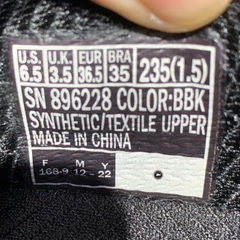 U.S. U.K. EUR BRA
6.5 3.5 36.5 35 235(1.5)
SN 896228 COLOR:BBK
SYNTHETIC/TEXTILE UPPER
MADE IN CHINA
F M Y
168-9 12 - 22